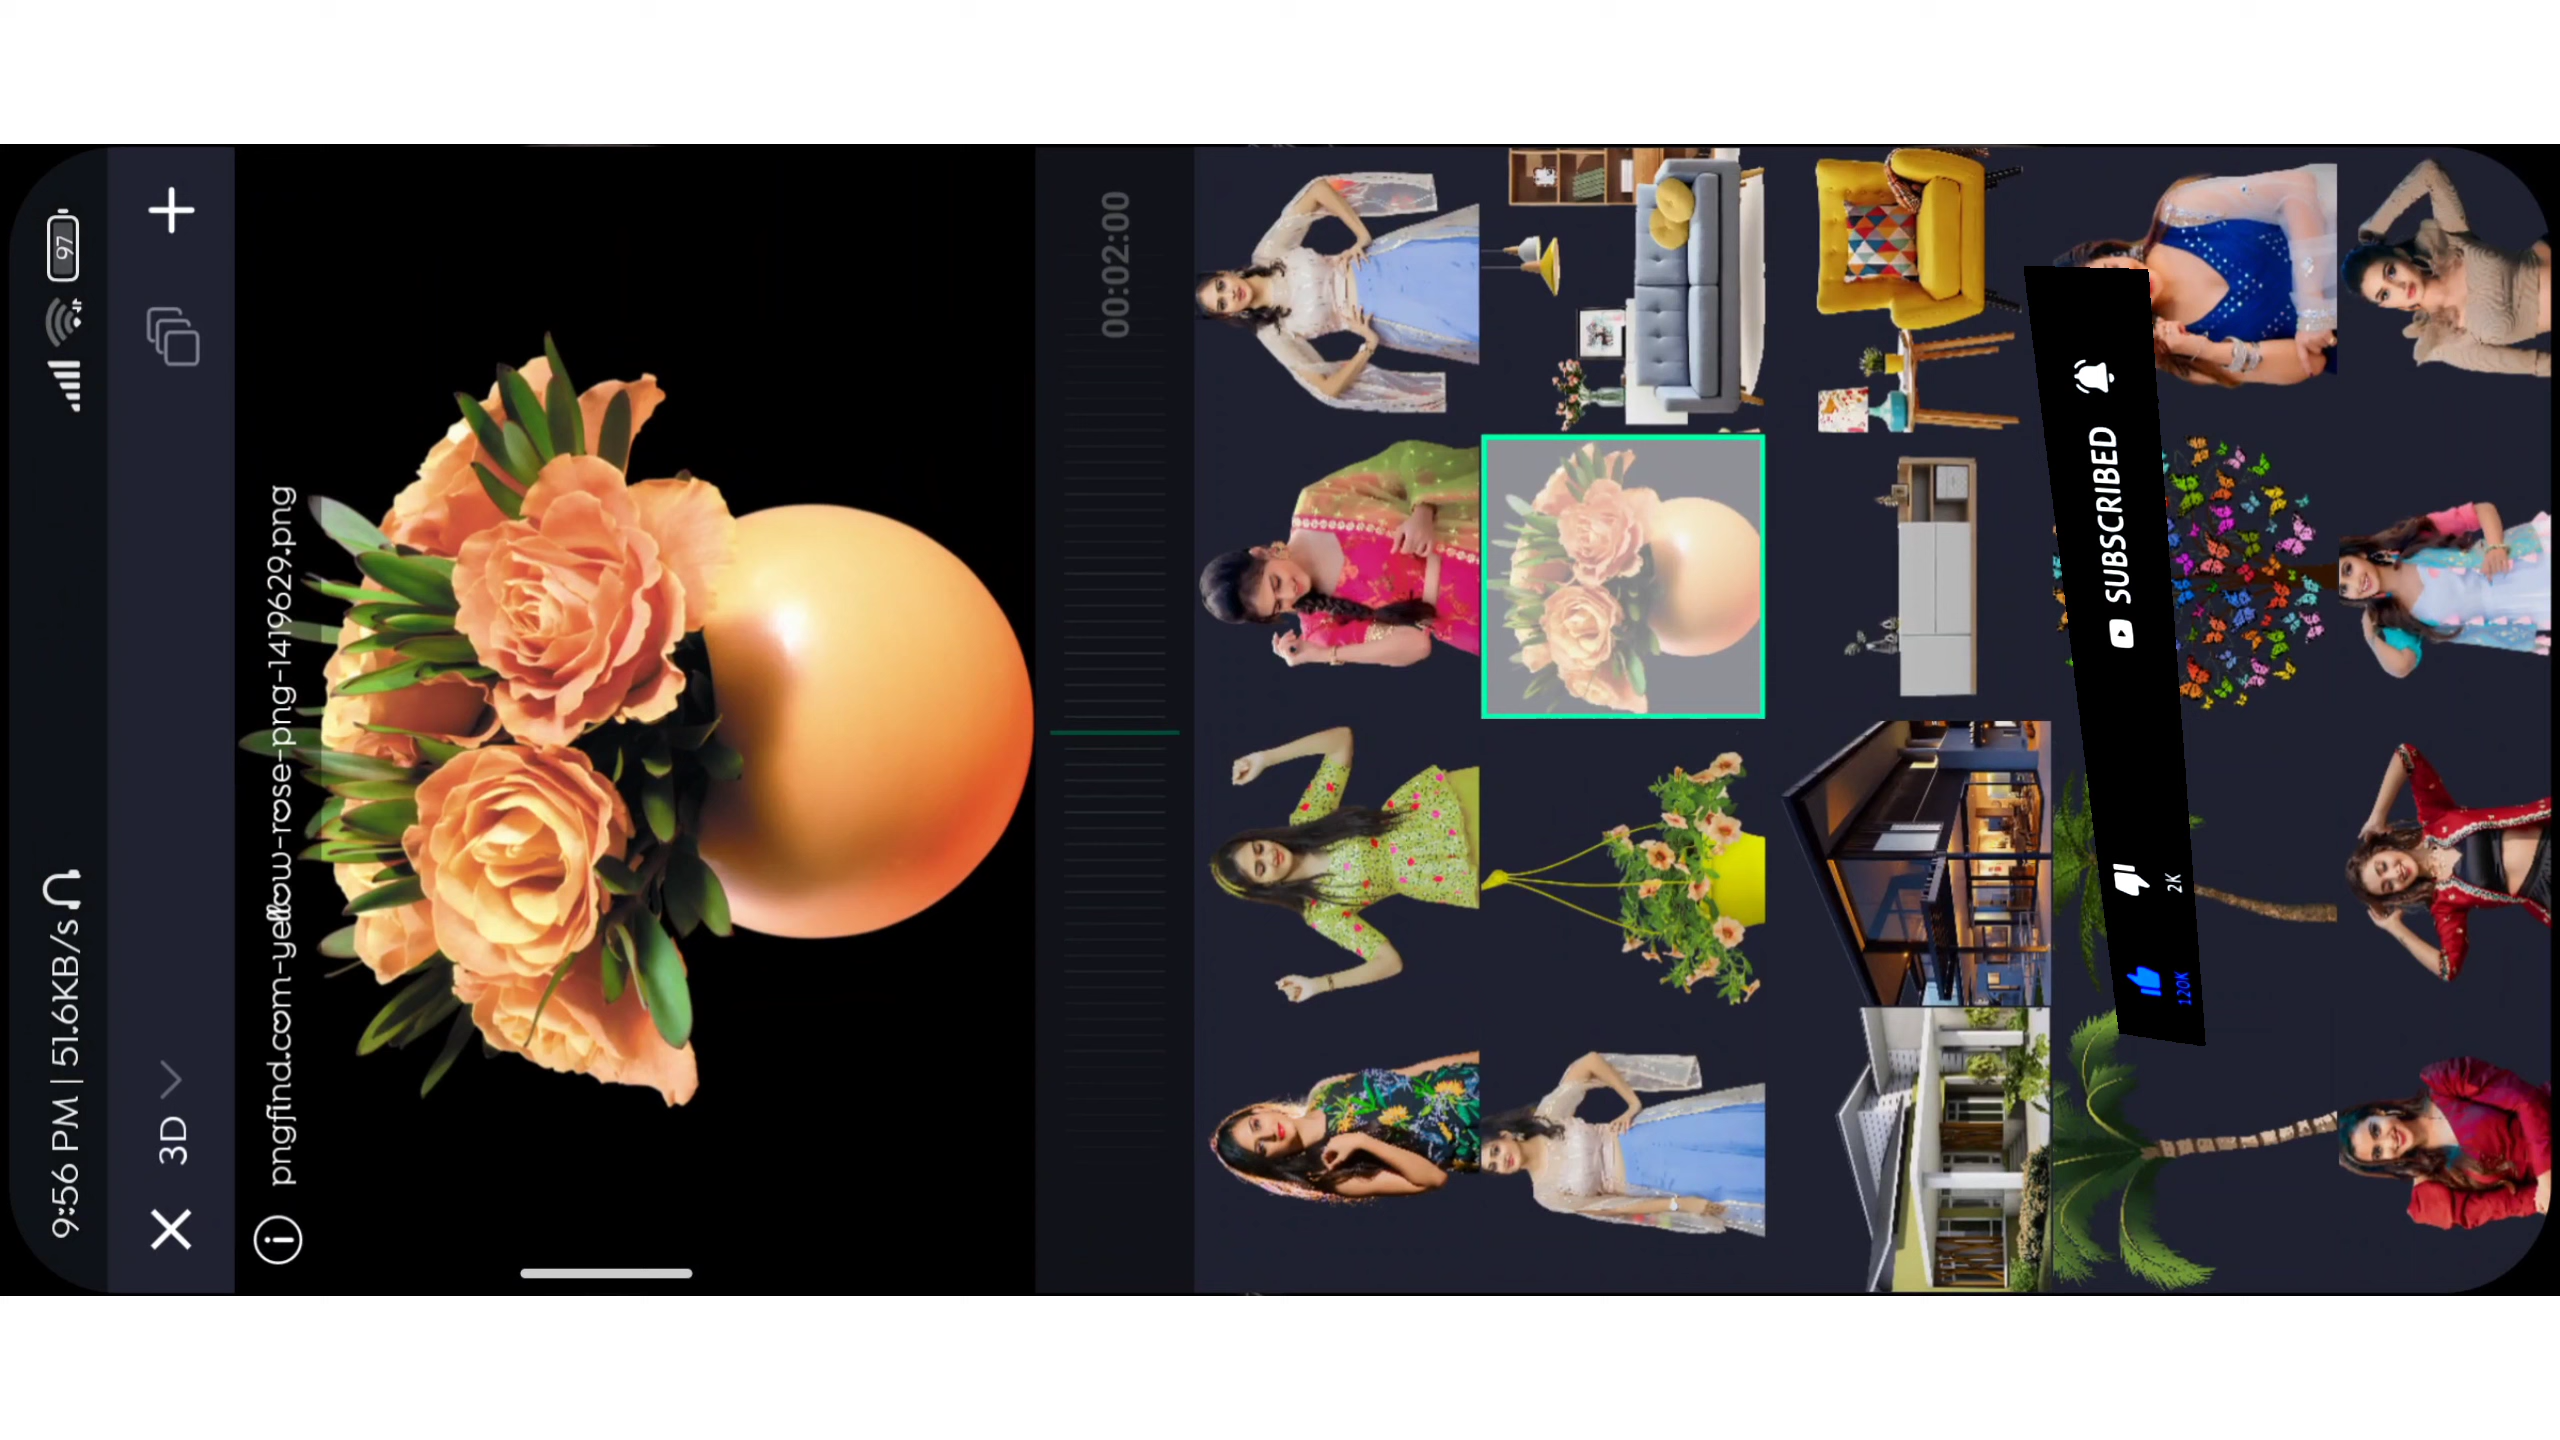 9:56 PM | 51.6KB/s
97
3D
pngfind.com-yellow-rose-png-1419629.png
00:02:00
SUBSCRIBED
120K
2K